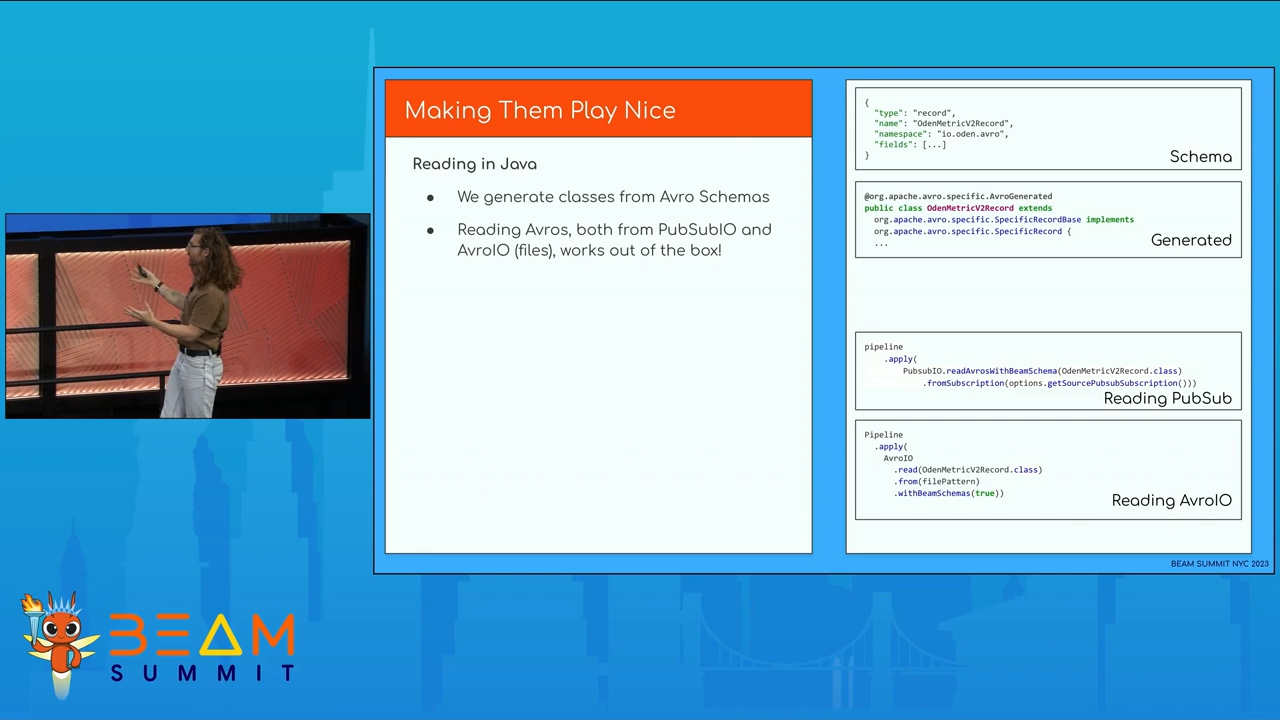 Making Them Play Nice
Reading in Java
● We generate classes from Avro Schemas
● Reading Avros, both from PubSubIO and
AvroIO (files), works out of the box!
{
"type": "record",
"name": "OdenMetricV2Record",
"namespace": "io.oden.avro",
"fields": [...]
}
Schema
@org.apache.avro.specific.AvroGenerated
public class OdenMetricV2Record extends
org.apache.avro.specific.SpecificRecordBase implements
org.apache.avro.specific.SpecificRecord {
...
Generated
pipeline
.apply(
PubsubIO.readAvrosWithBeamSchema(OdenMetricV2Record.class)
.fromSubscription(options.getSourcePubsubSubscription()))
Reading PubSub
Pipeline
.apply(
AvroIO
.read(OdenMetricV2Record.class)
.from(filePattern)
.withBeamSchemas(true))
Reading AvroIO
BEAM SUMMIT NYC 2023
BEAM
SUMMIT